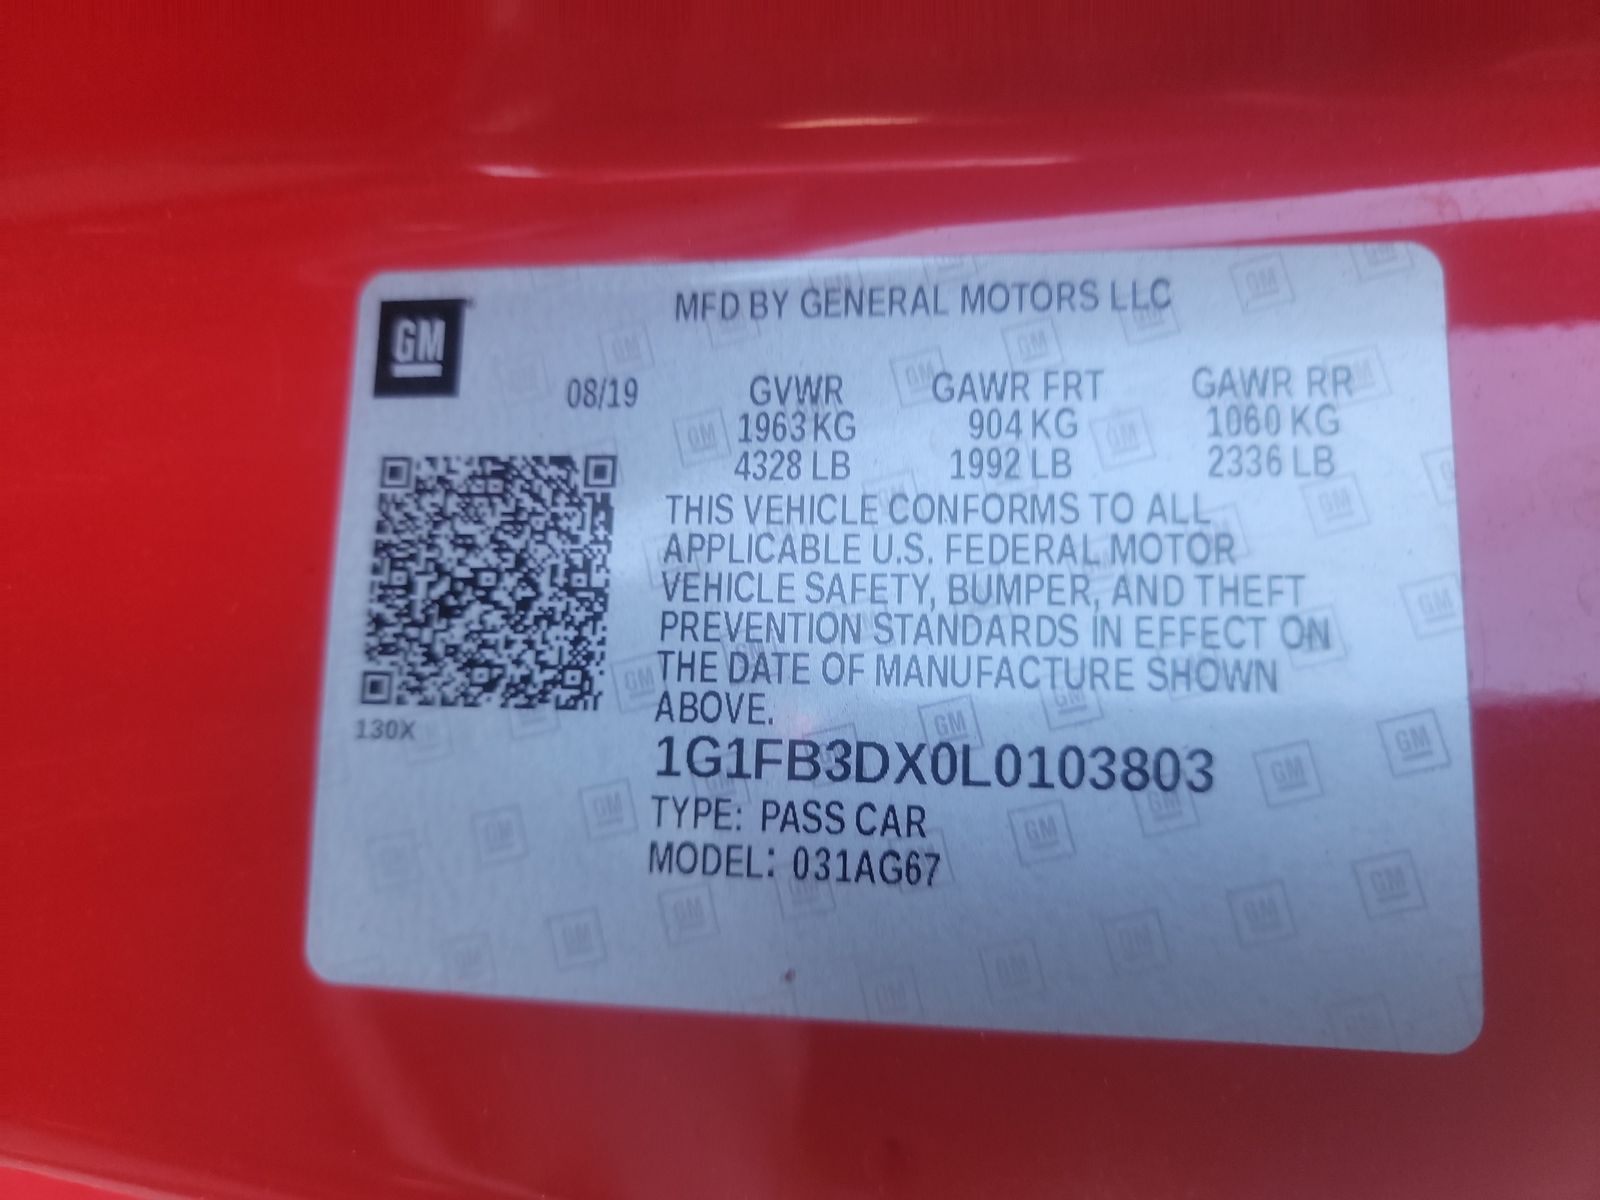 MFD BY GENERAL MOTORS LLC
GM
08/19 GVWR GAWR FRT GAWR RR
1963 KG 904 KG 1060 KG
4328 LB 1992 LB 2336 LB
THIS VEHICLE CONFORMS TO ALL
APPLICABLE U.S. FEDERAL MOTOR
VEHICLE SAFETY, BUMPER, AND THEFT
PREVENTION STANDARDS IN EFFECT ON
THE DATE OF MANUFACTURE SHOWN
ABOVE.
130X
1G1FB3DX0L0103803
TYPE: PASS CAR
MODEL: 031AG67